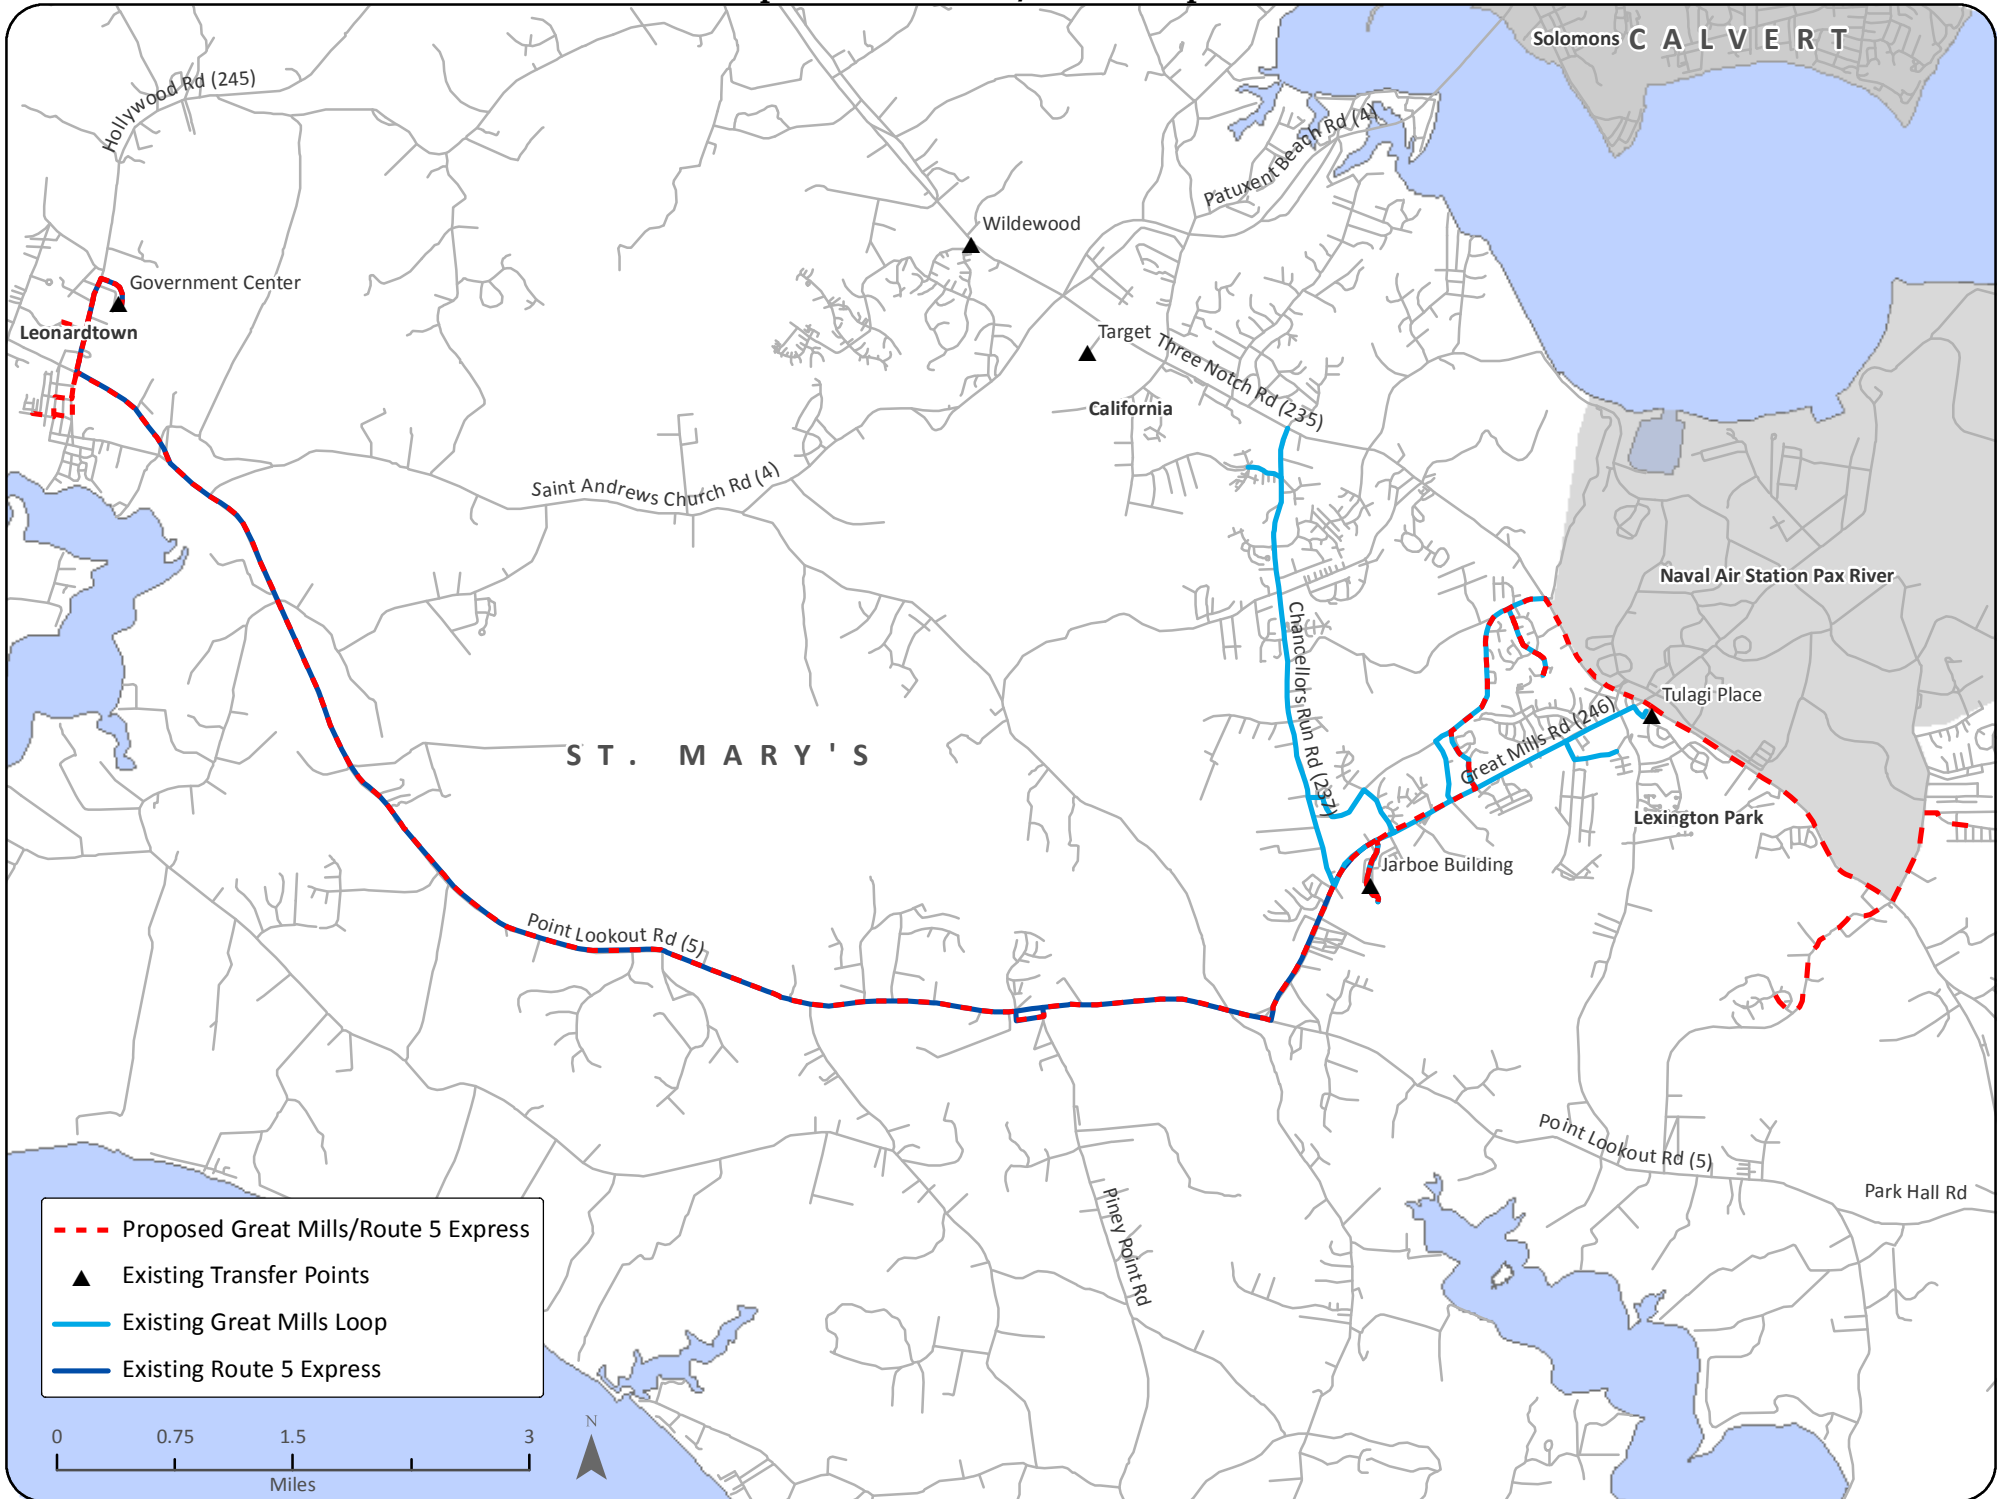 Solomons
CALVERT
Hollywood Rd (245)
Patuxent Beach Rd (4)
Wildewood
Government Center
Leonardtown
Target
Three Notch Rd (235)
California
Saint Andrews Church Rd (4)
Naval Air Station Pax River
Chancellors Run Rd (237)
Tulagi Place
Great Mills Rd (246)
ST. MARY'S
Lexington Park
Jarboe Building
Point Lookout Rd (5)
Point Lookout Rd (5)
Park Hall Rd
Piney Point Rd
Proposed Great Mills/Route 5 Express
Existing Transfer Points
Existing Great Mills Loop
Existing Route 5 Express
N
0 0.75 1.5 3
Miles